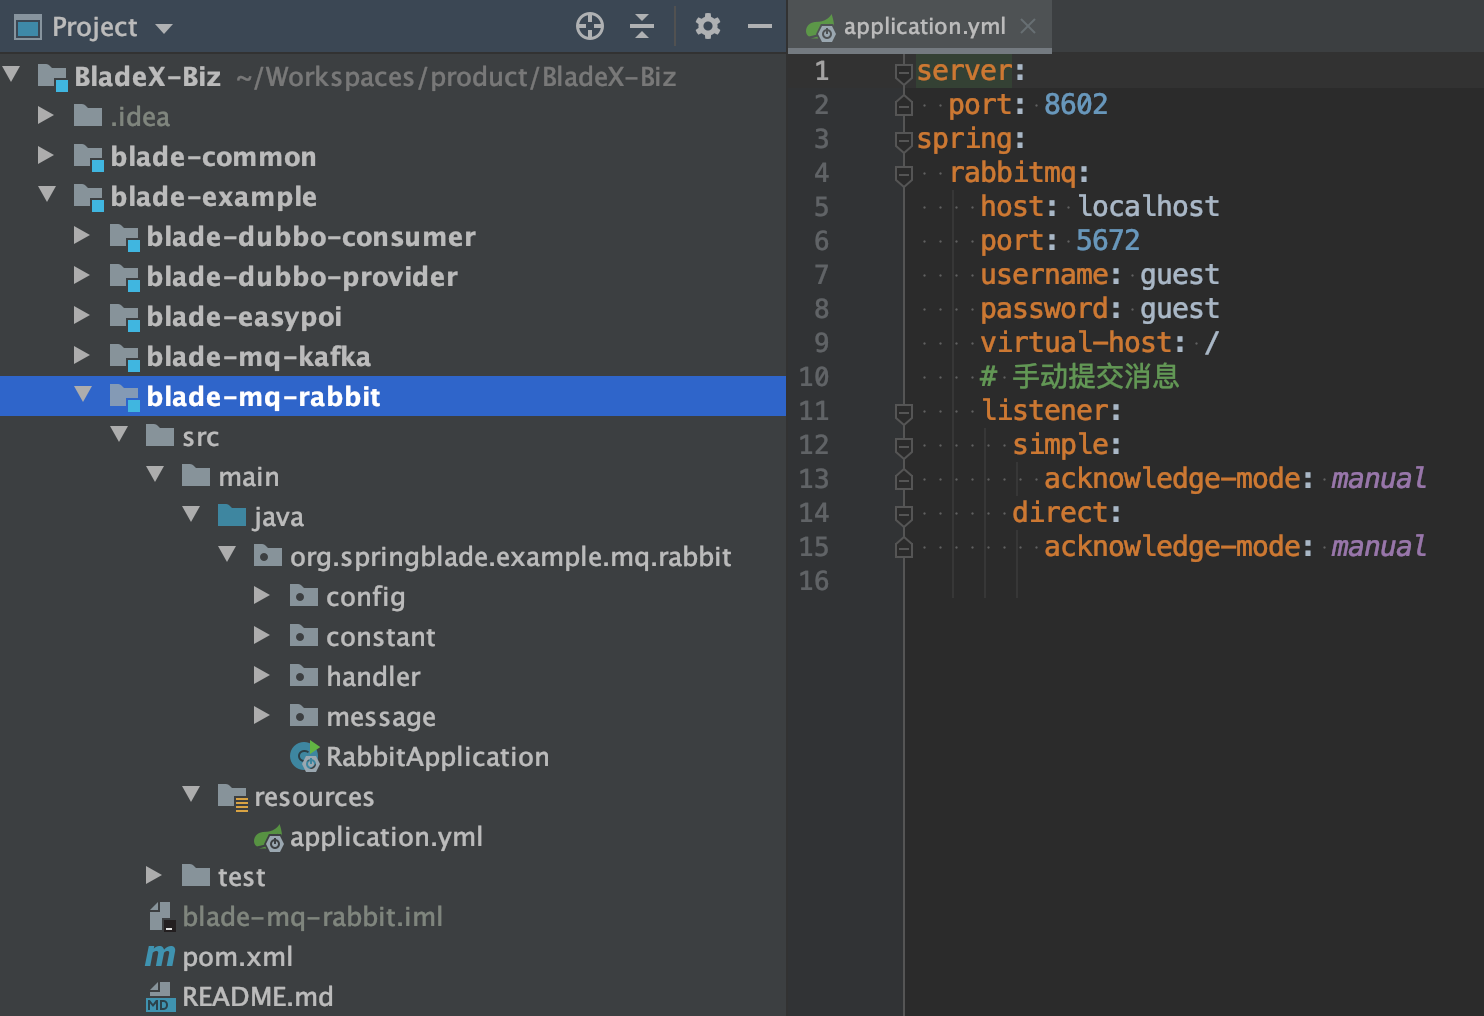 Project
BladeX-Biz ~/Workspaces/product/BladeX-Biz
.idea
blade-common
blade-example
blade-dubbo-consumer
blade-dubbo-provider
blade-easypoi
blade-mq-kafka
blade-mq-rabbit
src
main
java
org.springblade.example.mq.rabbit
config
constant
handler
message
RabbitApplication
resources
application.yml
test
blade-mq-rabbit.iml
m pom.xml
MD README.md
application.yml
1 server:
2 port: 8602
3 spring:
4 rabbitmq:
5 host: localhost
6 port: 5672
7 username: guest
8 password: guest
9 virtual-host: /
10 # 手动提交消息
11 listener:
12 simple:
13 acknowledge-mode: manual
14 direct:
15 acknowledge-mode: manual
16